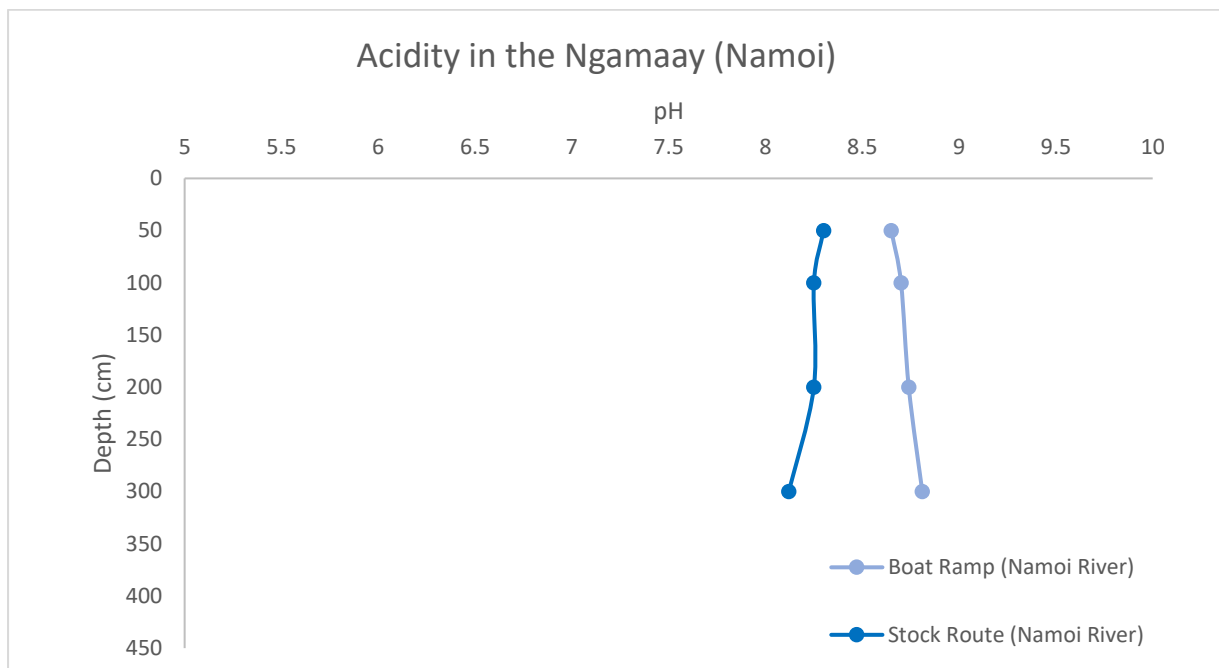 Acidity in the Ngamaay (Namoi)
pH
5 5.5 6 6.5 7 7.5 8 8.5 9 9.5 10
0
50
100
150
200
250
300
350
400
450
Depth (cm)
Boat Ramp (Namoi River)
Stock Route (Namoi River)